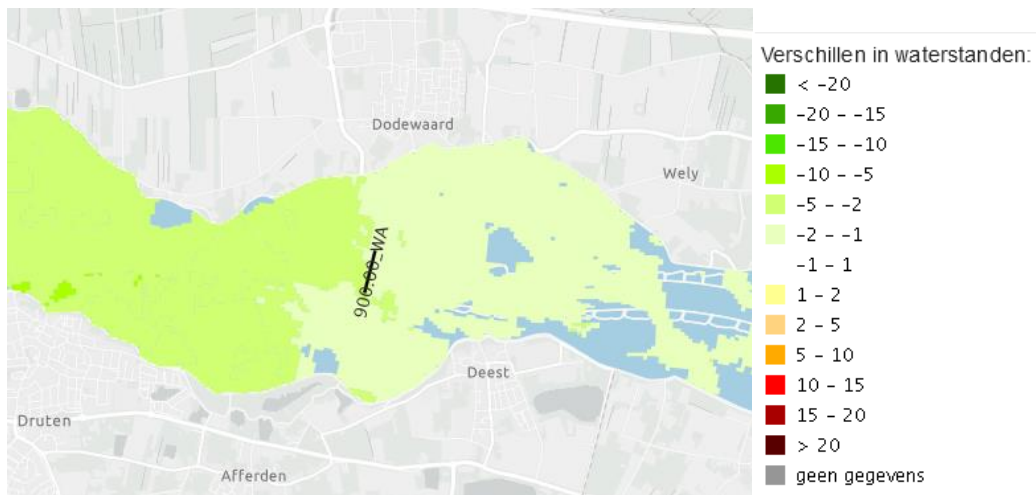 Dodewaard
Wely
900.00_WA
Deest
Druten
Afferden
Verschillen in waterstanden:
< -20
-20 - -15
-15 - -10
-10 - -5
-5 - -2
-2 - -1
-1 - 1
1 - 2
2 - 5
5 - 10
10 - 15
15 - 20
> 20
geen gegevens